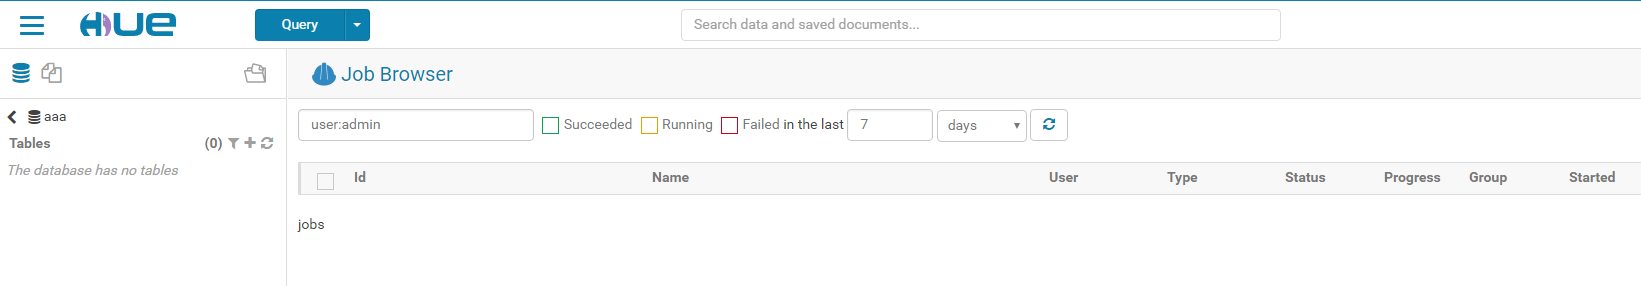 HUE Query Search data and saved documents...
Job Browser
aaa
Tables (0)
The database has no tables
user:admin Succeeded Running Failed in the last 7 days
Id Name User Type Status Progress Group Started
jobs